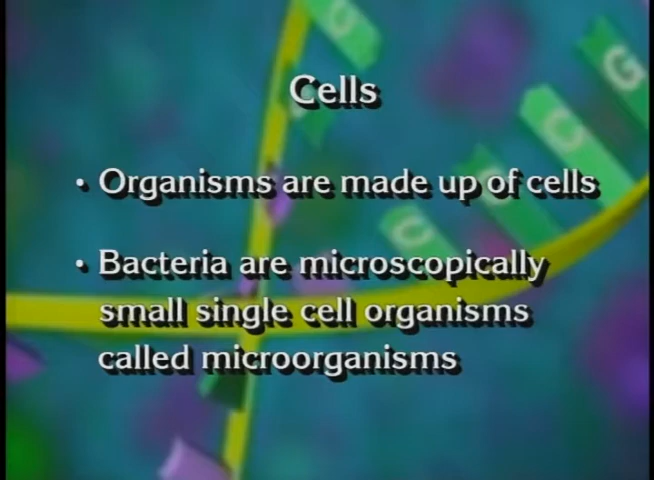 Cells
• Organisms are made up of cells
• Bacteria are microscopically
small single cell organisms
called microorganisms
G
C